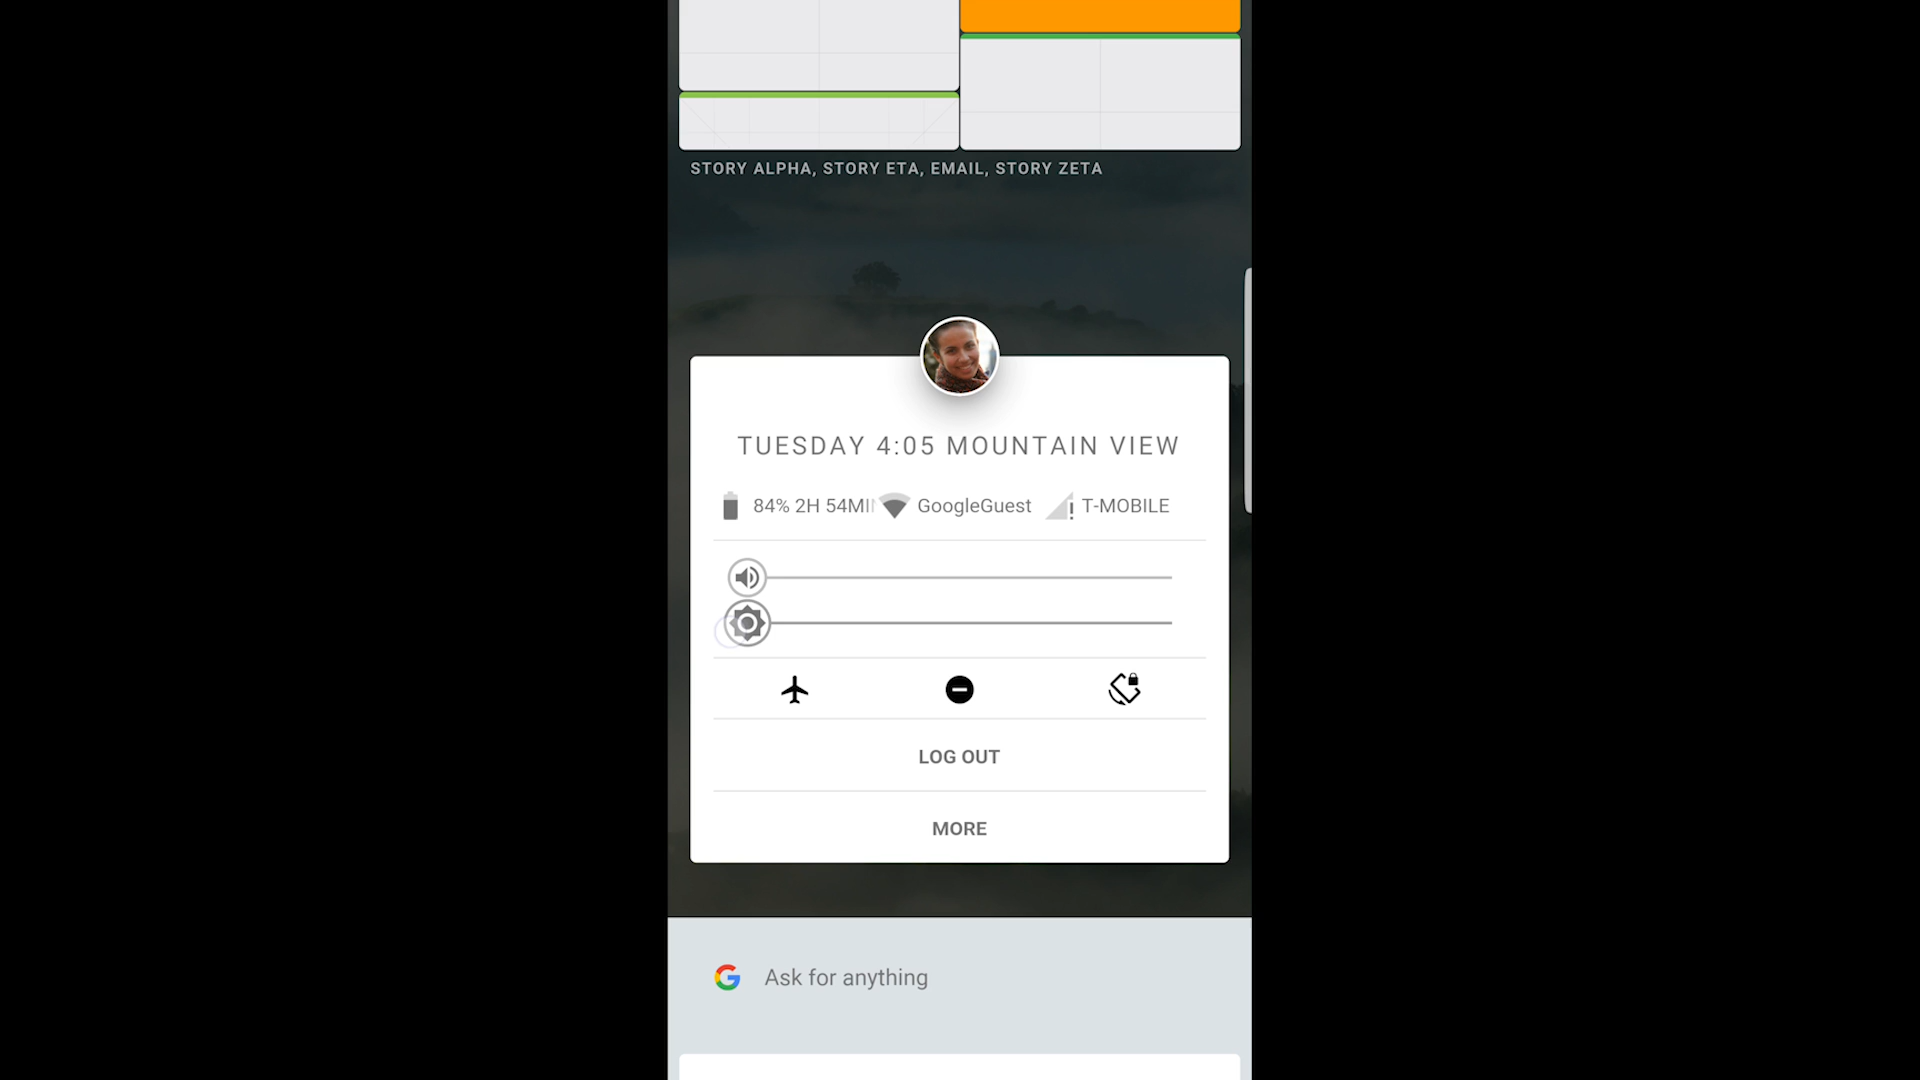 STORY ALPHA, STORY ETA, EMAIL, STORY ZETA
TUESDAY 4:05 MOUNTAIN VIEW
84% 2H 54MI GoogleGuest T-MOBILE
LOG OUT
MORE
Ask for anything